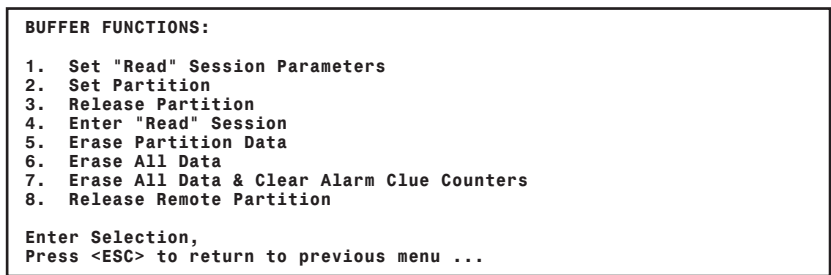 BUFFER FUNCTIONS:
1. Set "Read" Session Parameters
2. Set Partition
3. Release Partition
4. Enter "Read" Session
5. Erase Partition Data
6. Erase All Data
7. Erase All Data & Clear Alarm Clue Counters
8. Release Remote Partition
Enter Selection,
Press <ESC> to return to previous menu ...